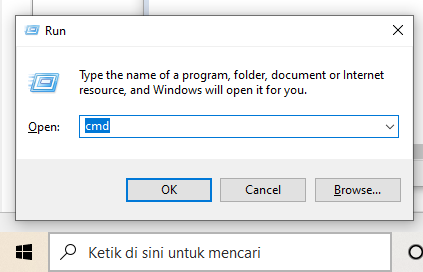 Run
Type the name of a program, folder, document or Internet
resource, and Windows will open it for you.
Open: cmd
OK Cancel Browse...
Ketik di sini untuk mencari